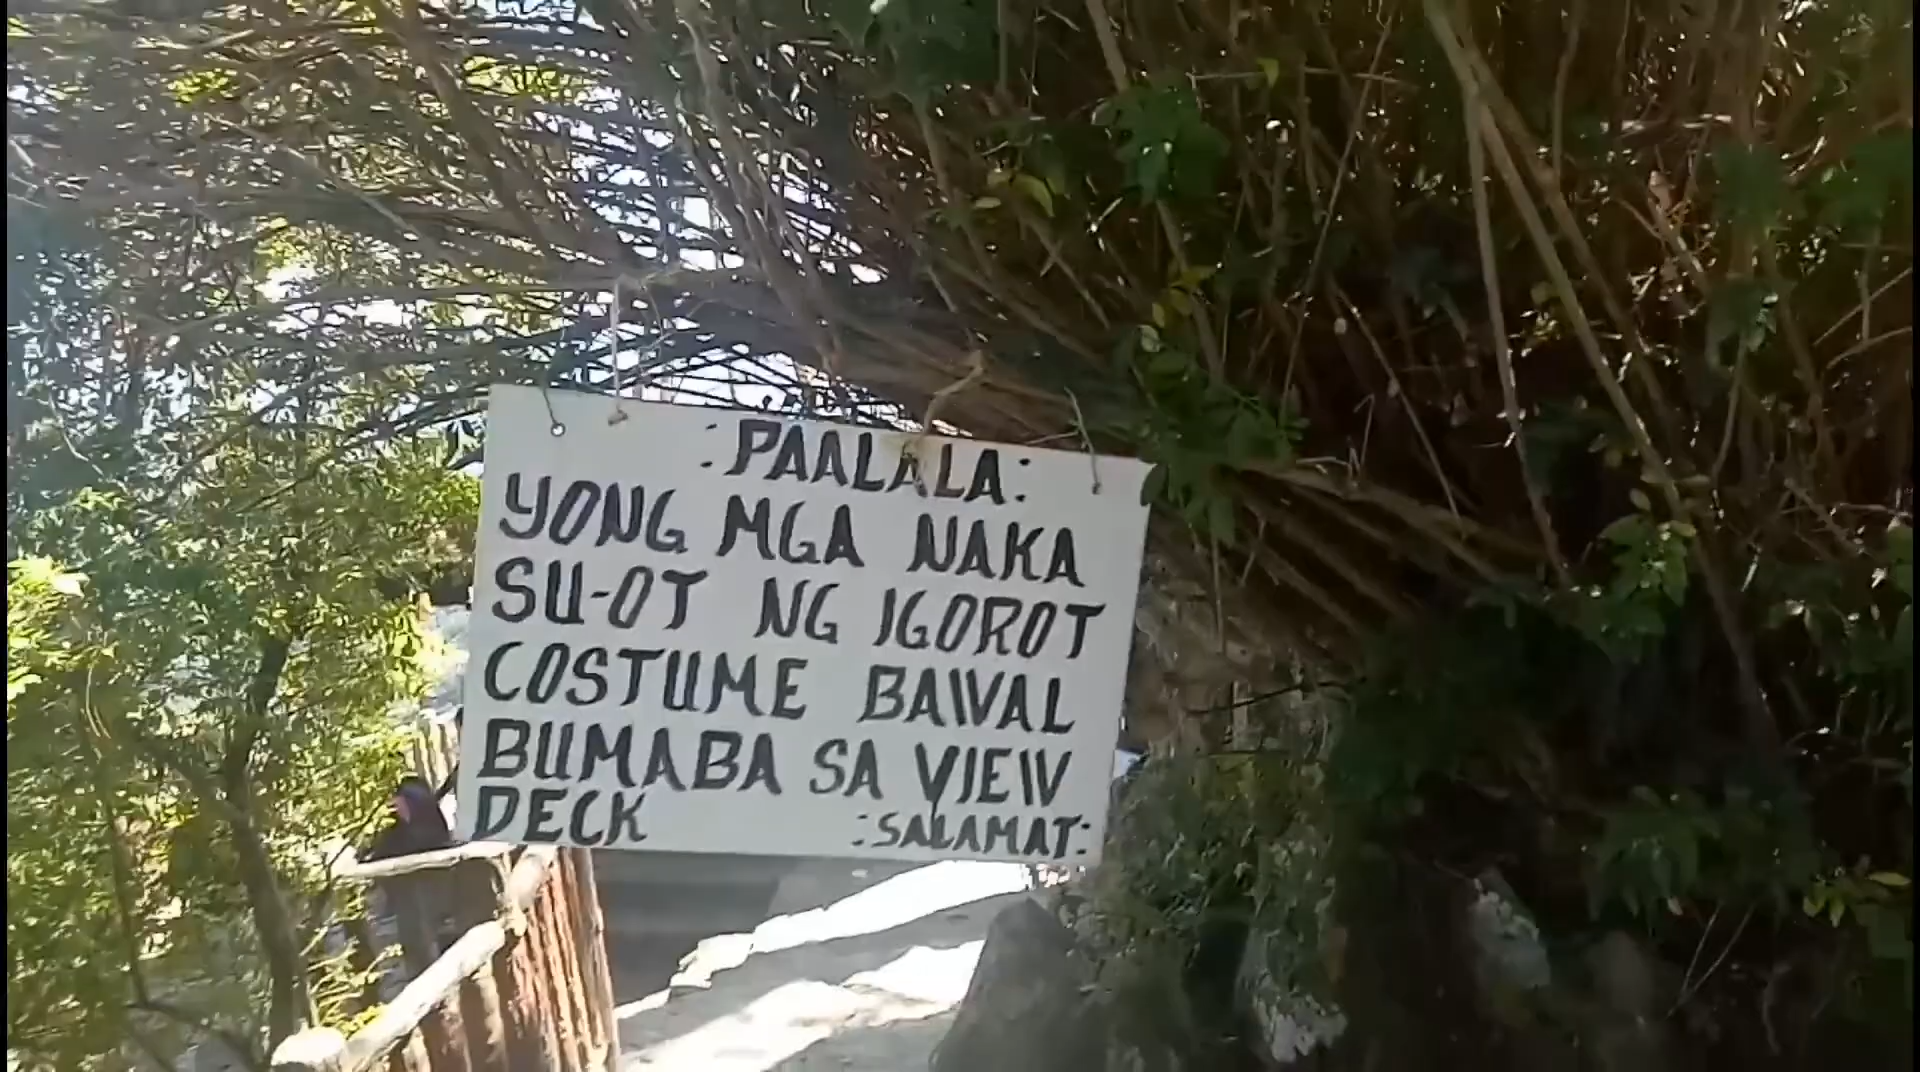 :PAALALA:
YONG MGA NAKA
SU-OT NG IGOROT
COSTUME BAWAL
BUMABA SA VIEW
DECK :SALAMAT: